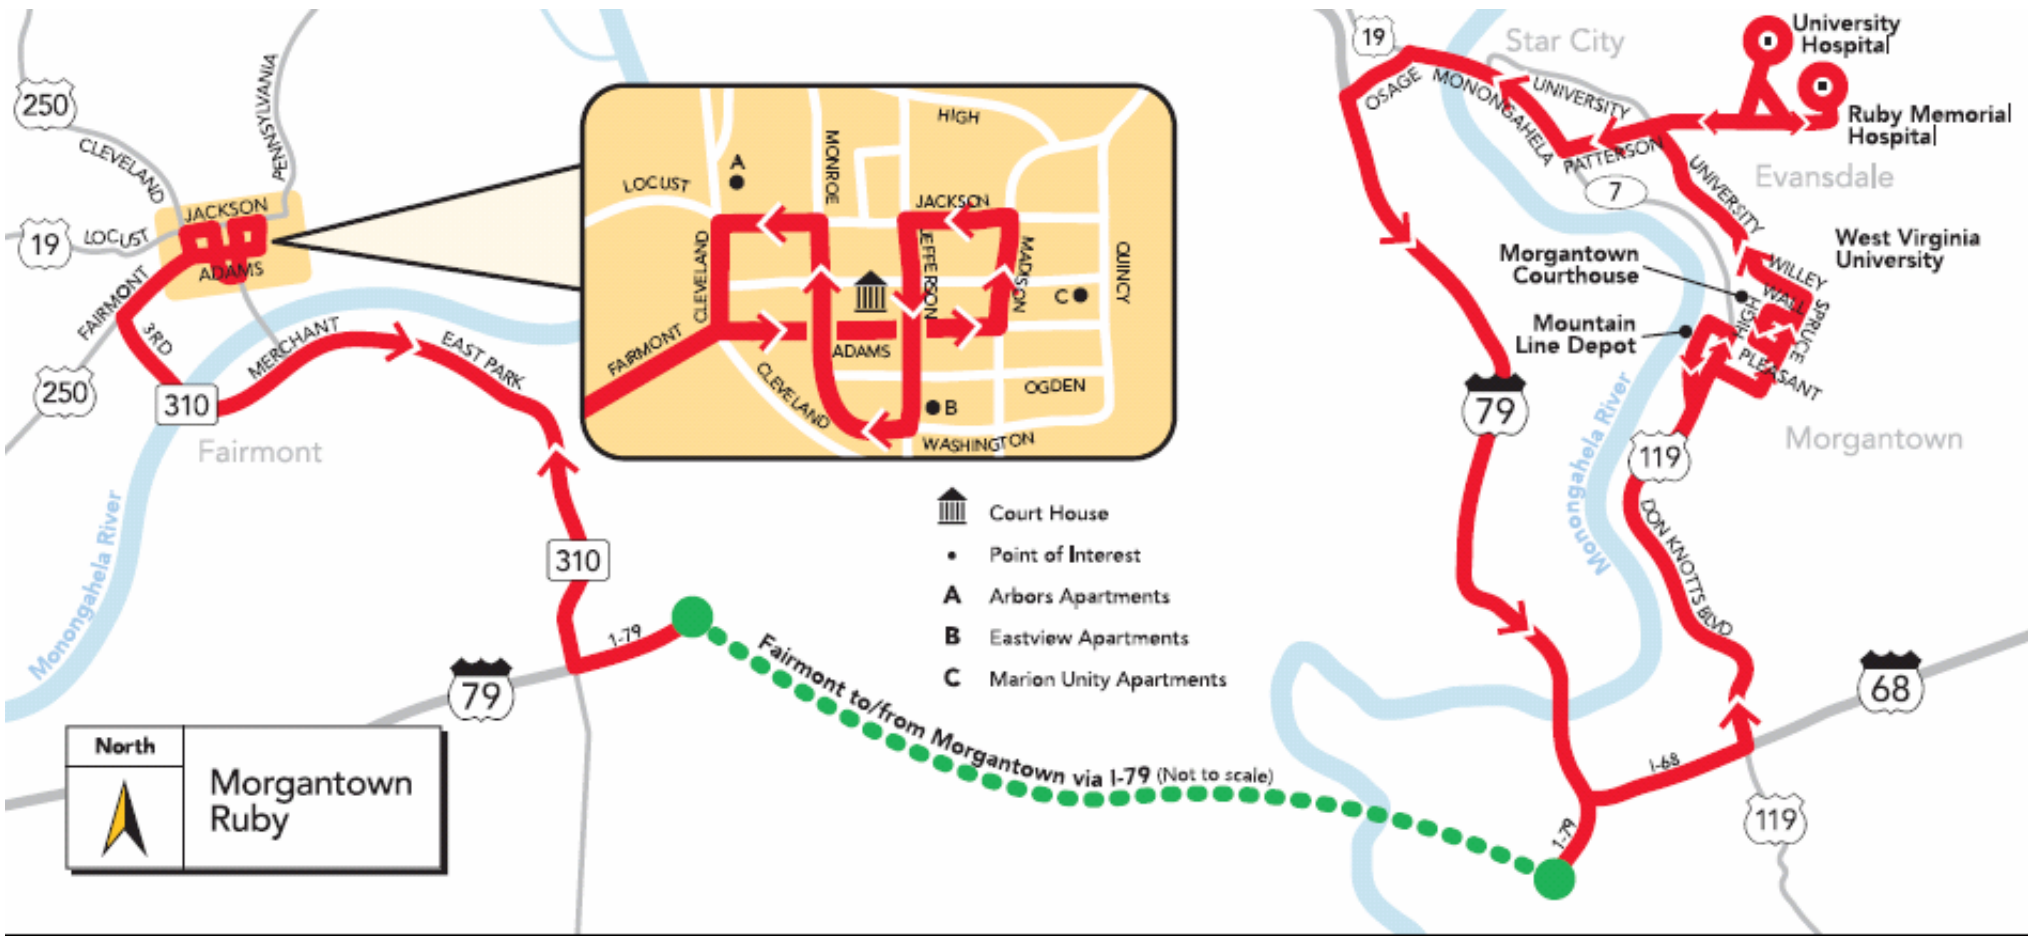 250
CLEVELAND
PENNSYLVANIA
JACKSON
19
LOCUST
ADAMS
FAIRMONT
3RD
250
310
MERCHANT
EAST PARK
Fairmont
Monongahela River
310
I-79
79
North
Morgantown
Ruby
A
LOCUST
MONROE
HIGH
JACKSON
CLEVELAND
JEFFERSON
MADISON
QUINCY
C
FAIRMONT
ADAMS
CLEVELAND
OGDEN
B
WASHINGTON
Court House
Point of Interest
A Arbors Apartments
B Eastview Apartments
C Marion Unity Apartments
Fairmont to/from Morgantown via I-79 (Not to scale)
19
Star City
University
Hospital
OSAGE
MONONGAHELA
UNIVERSITY
Ruby Memorial
Hospital
PATTERSON
Evansdale
7
UNIVERSITY
West Virginia
University
Morgantown
Courthouse
WILLEY
WALL
HIGH
SPRUCE
Mountain
Line Depot
PLEASANT
79
Monongahela River
119
Morgantown
DON KNOTTS BLVD
68
I-68
119
I-79